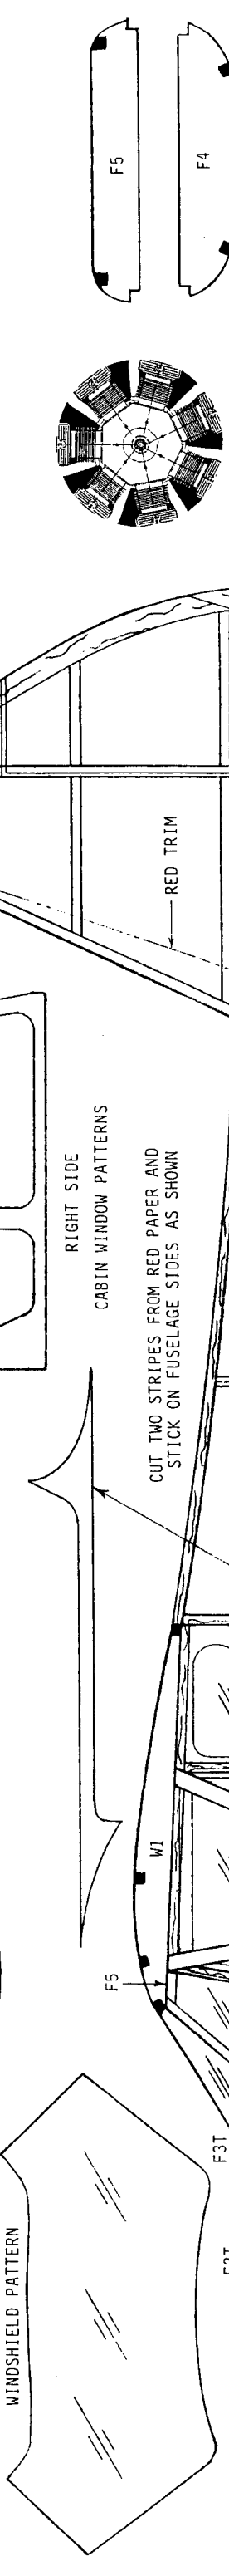 F5
F4
RED TRIM
RIGHT SIDE
CABIN WINDOW PATTERNS
CUT TWO STRIPES FROM RED PAPER AND
STICK ON FUSELAGE SIDES AS SHOWN
W1
F5
F3T
WINDSHIELD PATTERN